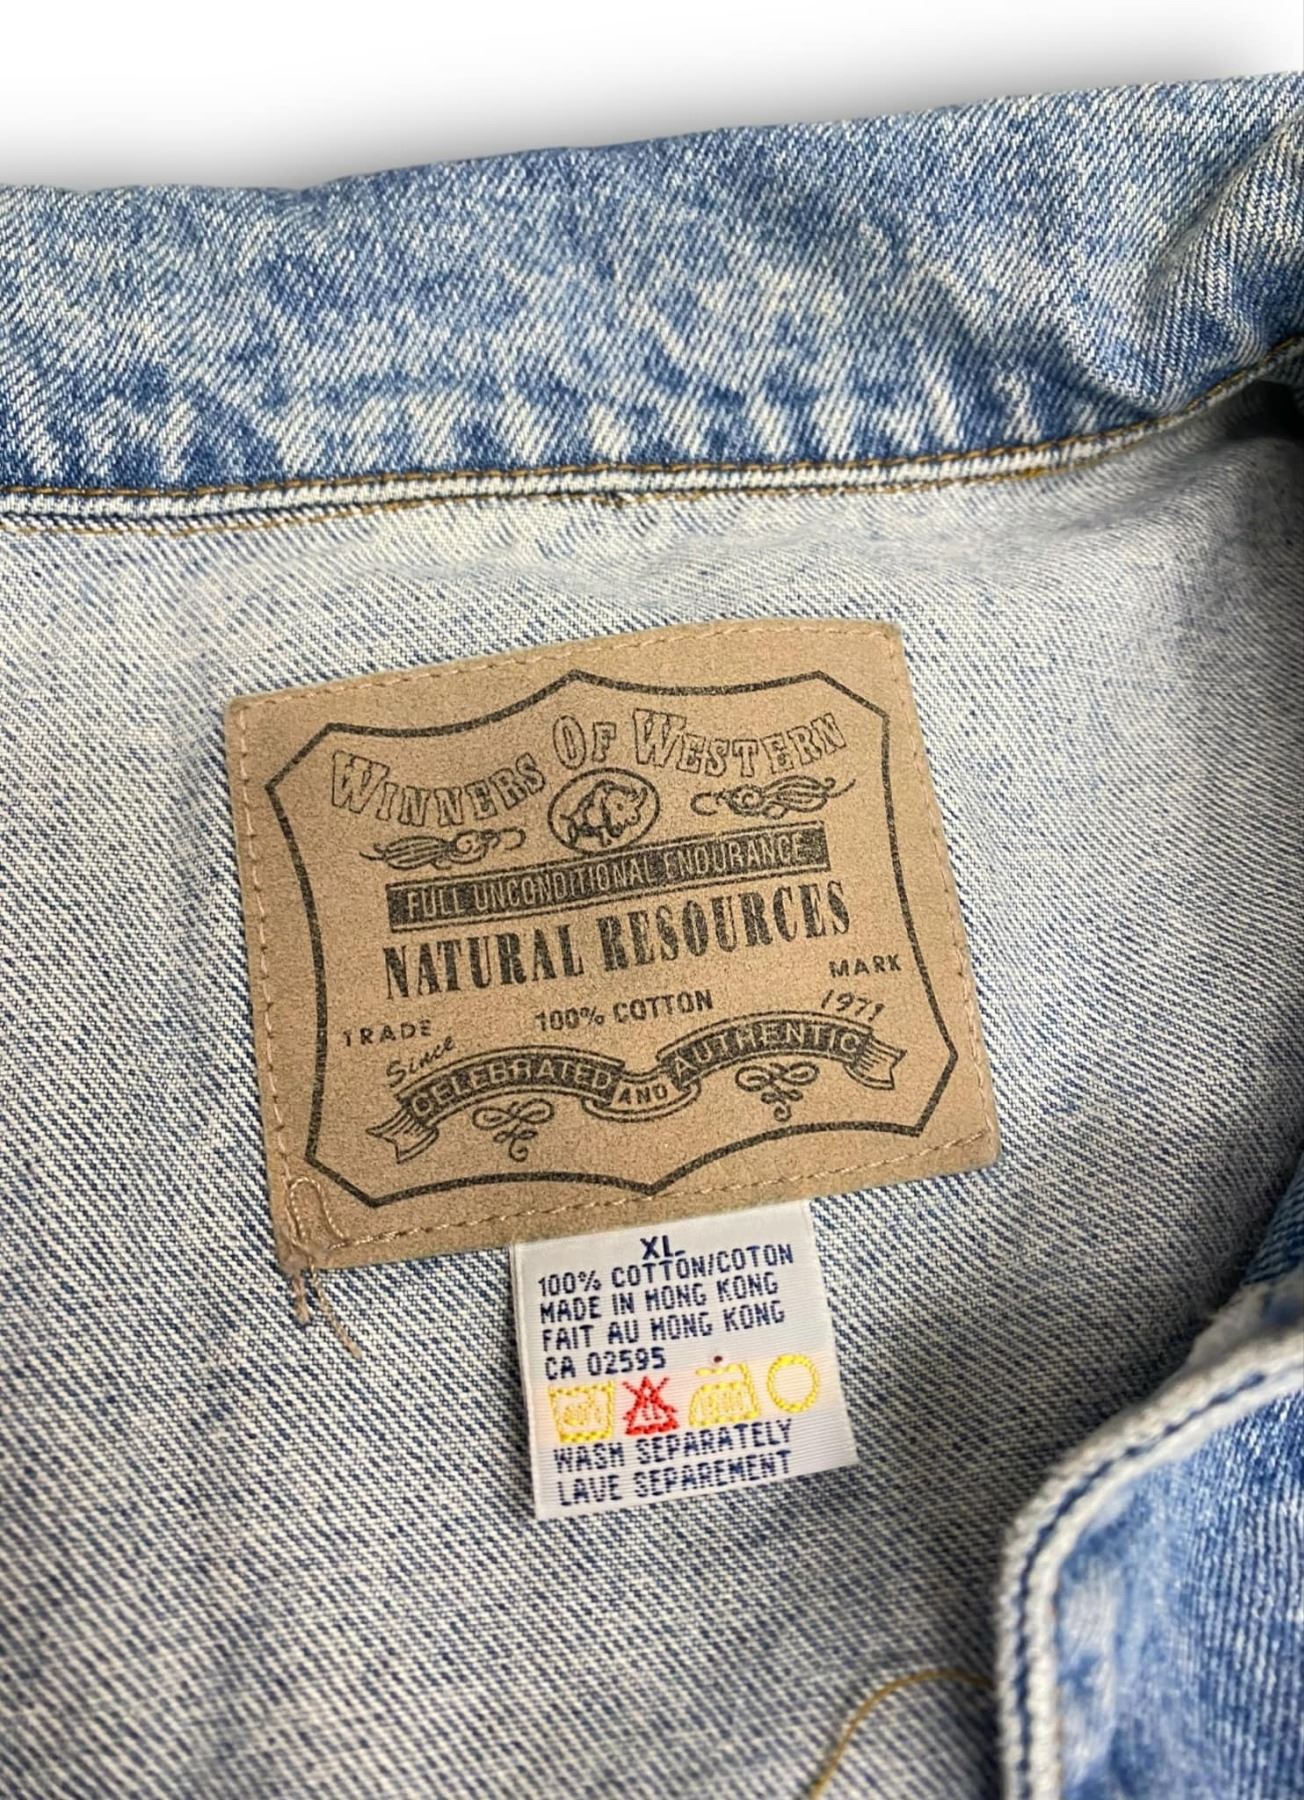 WINNERS OF WESTERN
FULL UNCONDITIONAL ENDURANCE
NATURAL RESOURCES
TRADE MARK
100% COTTON
Since 1971
CELEBRATED AND AUTHENTIC
XL
100% COTTON/COTON
MADE IN HONG KONG
FAIT AU HONG KONG
CA 02595
WASH SEPARATELY
LAVE SEPAREMENT